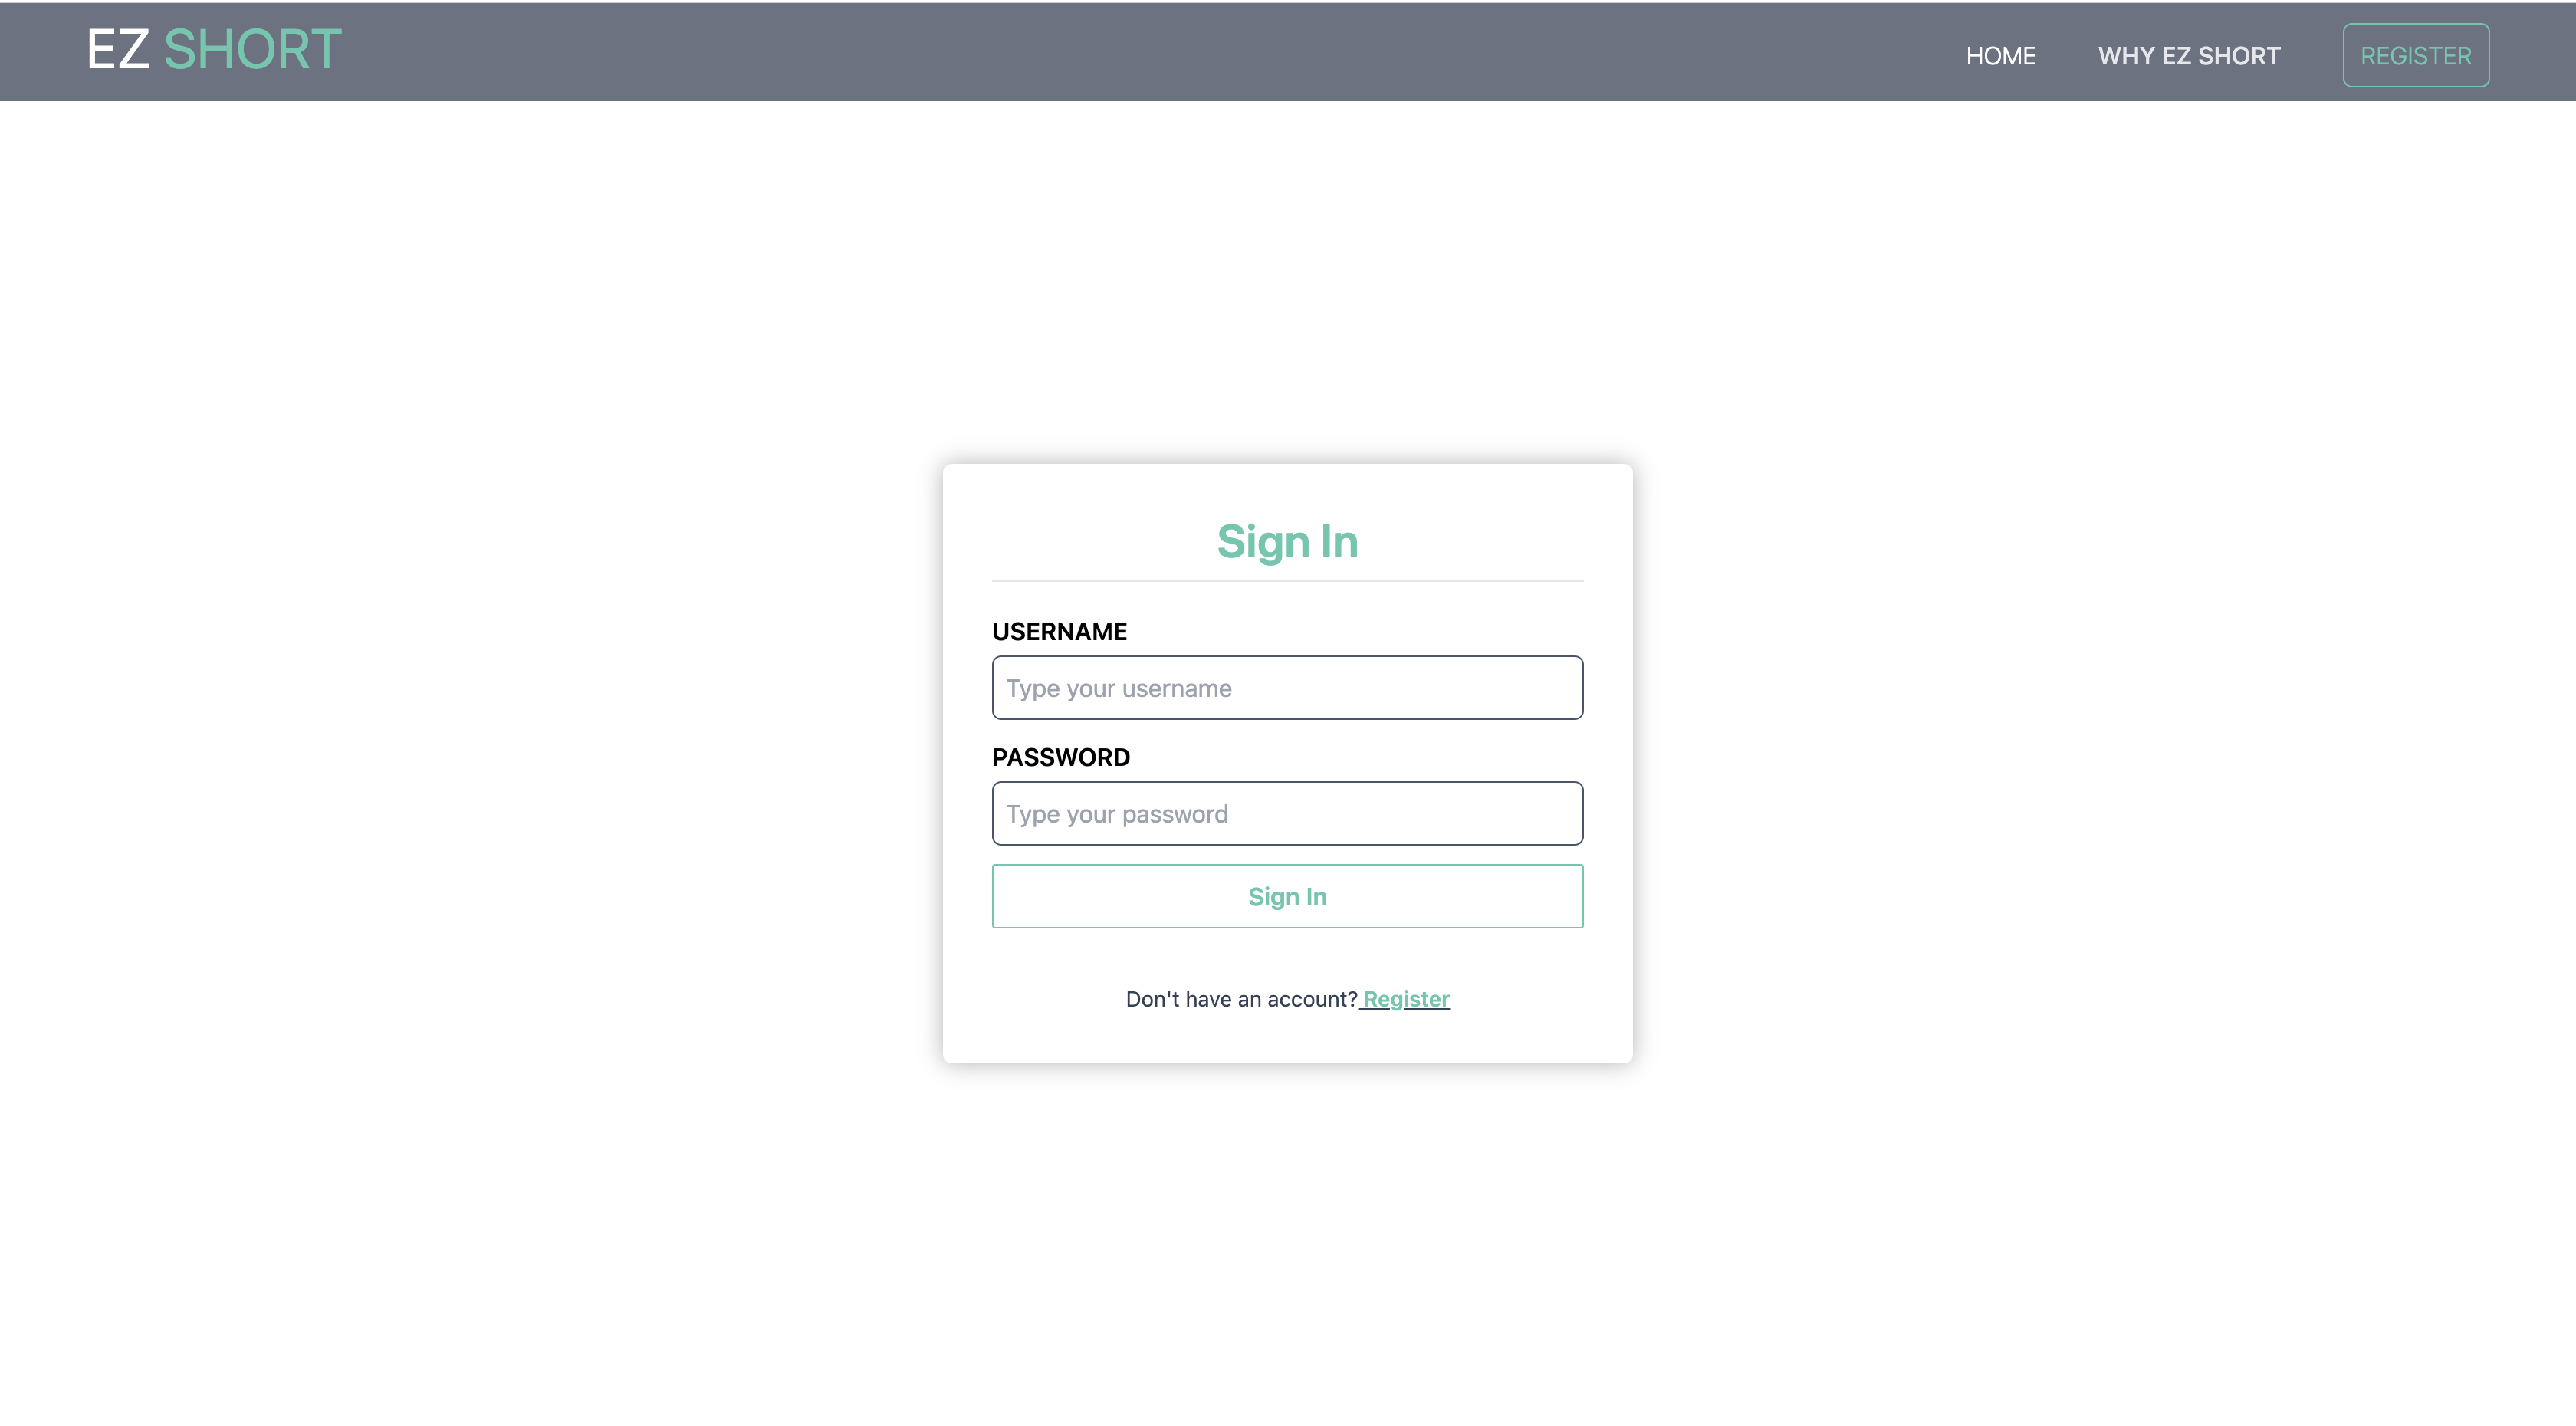 EZ SHORT
HOME
WHY EZ SHORT
REGISTER
Sign In
USERNAME
Type your username
PASSWORD
Type your password
Sign In
Don't have an account? Register